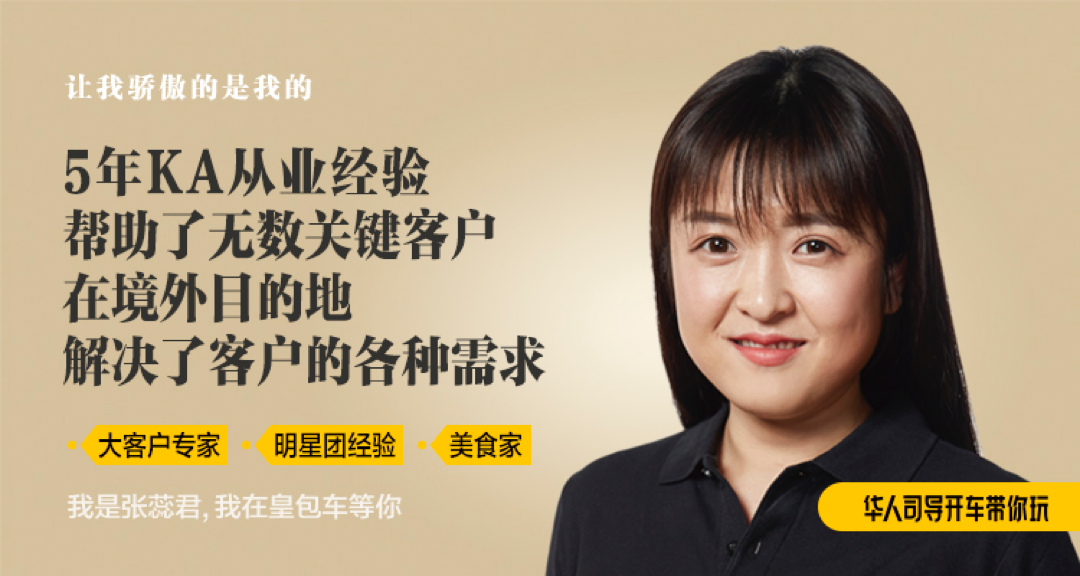 让我骄傲的是我的
5年KA从业经验
帮助了无数关键客户
在境外目的地
解决了客户的各种需求
大客户专家
明星团经验
美食家
我是张蕊君, 我在皇包车等你
华人司导开车带你玩